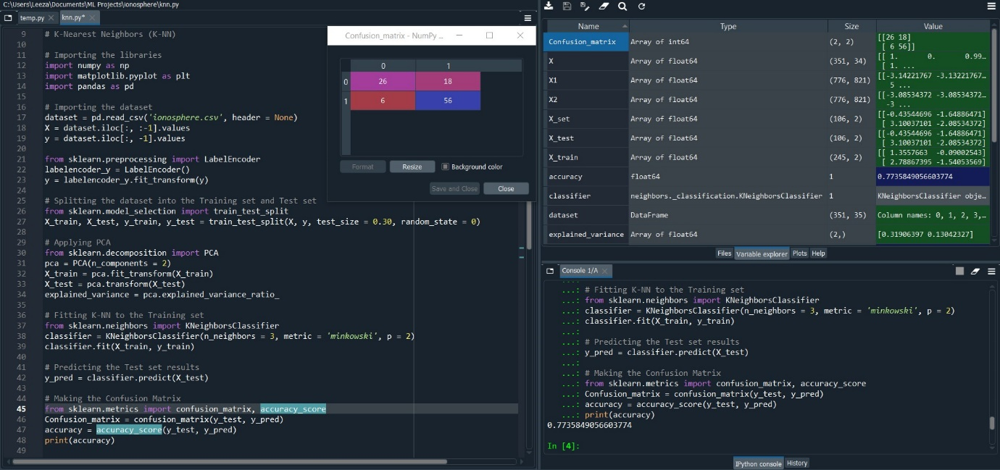 C:\Users\Leeza\Documents\ML Projects\ionosphere\knn.py
temp.py
knn.py*
9 # K-Nearest Neighbors (K-NN)
10
11 # Importing the libraries
12 import numpy as np
13 import matplotlib.pyplot as plt
14 import pandas as pd
15
16 # Importing the dataset
17 dataset = pd.read_csv('ionosphere.csv', header = None)
18 X = dataset.iloc[:, :-1].values
19 y = dataset.iloc[:, -1].values
20
21 from sklearn.preprocessing import LabelEncoder
22 labelencoder_y = LabelEncoder()
23 y = labelencoder_y.fit_transform(y)
24
25 # Splitting the dataset into the Training set and Test set
26 from sklearn.model_selection import train_test_split
27 X_train, X_test, y_train, y_test = train_test_split(X, y, test_size = 0.30, random_state = 0)
28
29 # Applying PCA
30 from sklearn.decomposition import PCA
31 pca = PCA(n_components = 2)
32 X_train = pca.fit_transform(X_train)
33 X_test = pca.transform(X_test)
34 explained_variance = pca.explained_variance_ratio_
35
36 # Fitting K-NN to the Training set
37 from sklearn.neighbors import KNeighborsClassifier
38 classifier = KNeighborsClassifier(n_neighbors = 3, metric = 'minkowski', p = 2)
39 classifier.fit(X_train, y_train)
40
41 # Predicting the Test set results
42 y_pred = classifier.predict(X_test)
43
44 # Making the Confusion Matrix
45 from sklearn.metrics import confusion_matrix, accuracy_score
46 Confusion_matrix = confusion_matrix(y_test, y_pred)
47 accuracy = accuracy_score(y_test, y_pred)
48 print(accuracy)
49
Confusion_matrix - NumPy ...
0 1
0 26 18
1 6 56
Format Resize Background color
Save and Close Close
Name Type Size Value
Confusion_matrix Array of int64 (2, 2) [[26 18]
[ 6 56]]
X Array of float64 (351, 34) [[ 1. 0. 0.99…
[ 1. ...
X1 Array of float64 (776, 821) [[-3.14221767 -3.13221767…
5 ...
X2 Array of float64 (776, 821) [[-3.08534372 -3.08534372…
-3 ...
X_set Array of float64 (106, 2) [[-0.43544696 -1.64886471]
[ 3.10037101 -2.08534372]
X_test Array of float64 (106, 2) [[-0.43544696 -1.64886471]
[ 3.10037101 -2.08534372]
X_train Array of float64 (245, 2) [[ 1.3557663 -0.09002543]
[ 2.78867395 -1.54053569]
accuracy float64 1 0.7735849056603774
classifier neighbors._classification.KNeighborsClassifier 1 KNeighborsClassifier obje…
dataset DataFrame (351, 35) Column names: 0, 1, 2, 3,…
explained_variance Array of float64 (2,) [0.31906397 0.13042327]
Files Variable explorer Plots Help
Console 1/A
...: # Fitting K-NN to the Training set
...: from sklearn.neighbors import KNeighborsClassifier
...: classifier = KNeighborsClassifier(n_neighbors = 3, metric = 'minkowski', p = 2)
...: classifier.fit(X_train, y_train)
...:
...: # Predicting the Test set results
...: y_pred = classifier.predict(X_test)
...:
...: # Making the Confusion Matrix
...: from sklearn.metrics import confusion_matrix, accuracy_score
...: Confusion_matrix = confusion_matrix(y_test, y_pred)
...: accuracy = accuracy_score(y_test, y_pred)
...: print(accuracy)
0.7735849056603774
In [4]:
IPython console History